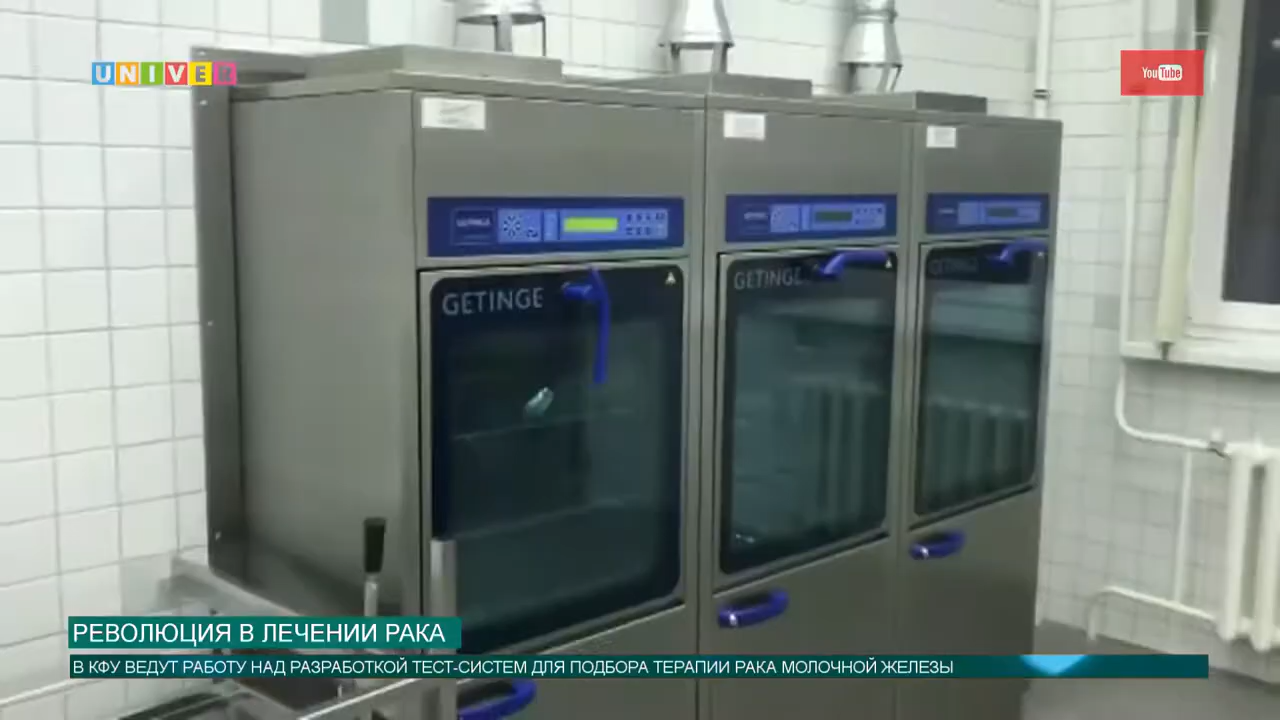 UNIVER
YouTube
GETINGE
GETINGE
GETINGE
GETINGE
РЕВОЛЮЦИЯ В ЛЕЧЕНИИ РАКА
В КФУ ВЕДУТ РАБОТУ НАД РАЗРАБОТКОЙ ТЕСТ-СИСТЕМ ДЛЯ ПОДБОРА ТЕРАПИИ РАКА МОЛОЧНОЙ ЖЕЛЕЗЫ